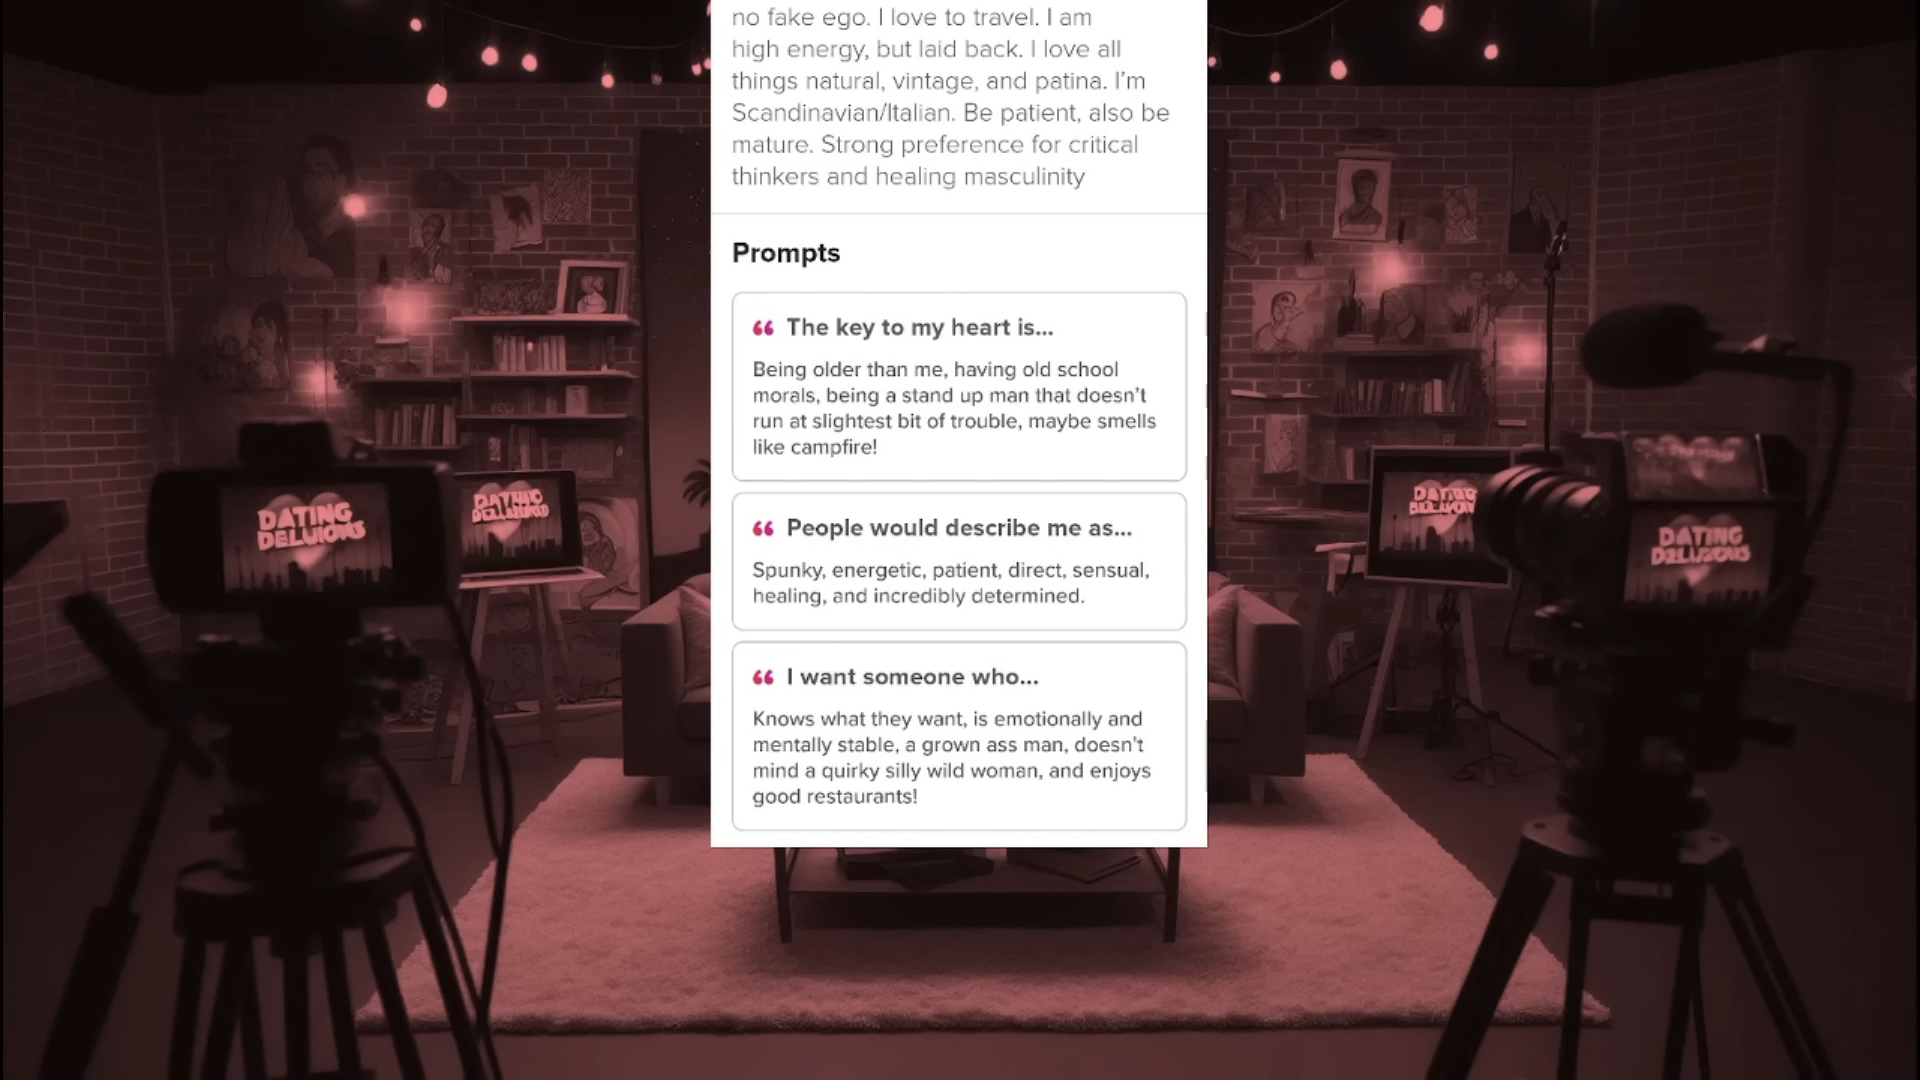 no fake ego. I love to travel. I am
high energy, but laid back. I love all
things natural, vintage, and patina. I'm
Scandinavian/Italian. Be patient, also be
mature. Strong preference for critical
thinkers and healing masculinity
Prompts
“ The key to my heart is...
Being older than me, having old school
morals, being a stand up man that doesn't
run at slightest bit of trouble, maybe smells
like campfire!
“ People would describe me as...
Spunky, energetic, patient, direct, sensual,
healing, and incredibly determined.
“ I want someone who...
Knows what they want, is emotionally and
mentally stable, a grown ass man, doesn't
mind a quirky silly wild woman, and enjoys
good restaurants!
DATING
DATING
DATING
DATING